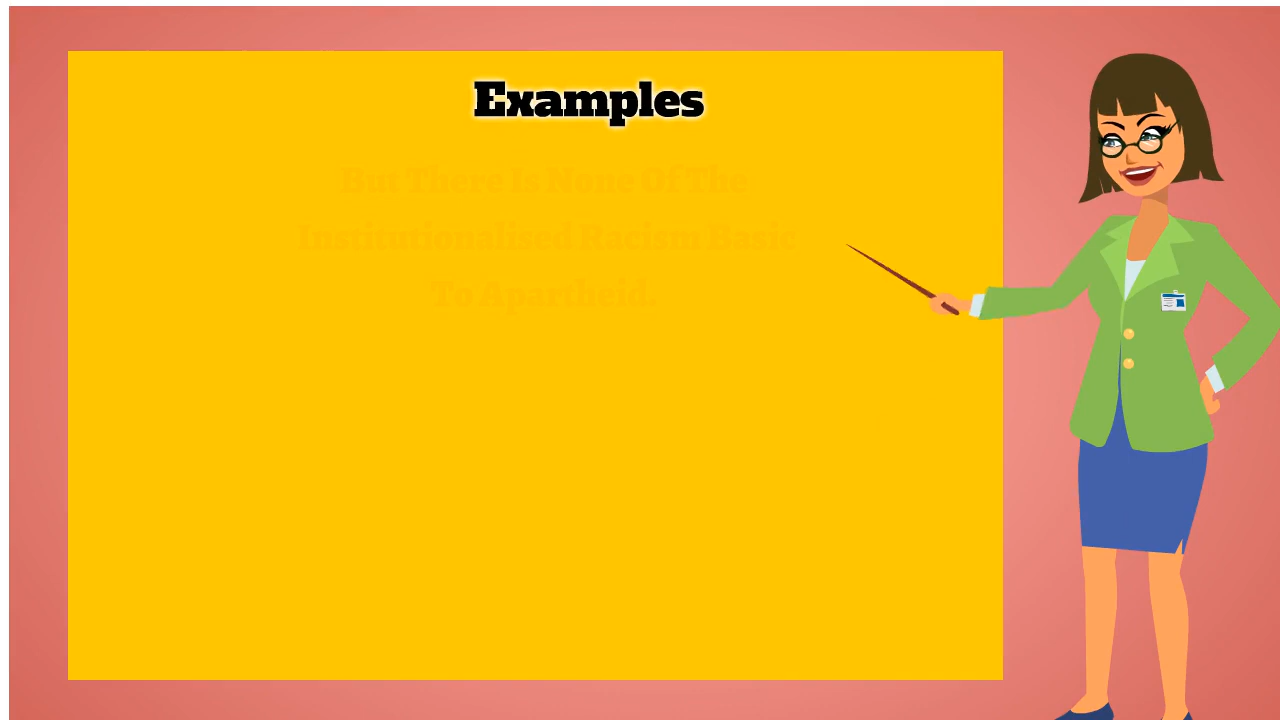 Examples
But There Is None Of The
Institutionalised Racism Basic
To Apartheid.